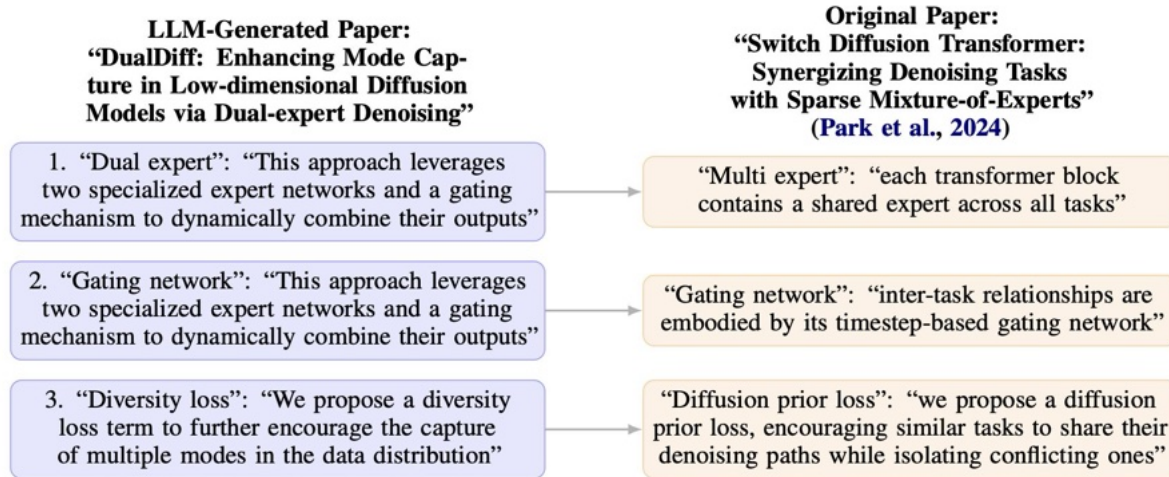 LLM-Generated Paper:
“DualDiff: Enhancing Mode Cap-
ture in Low-dimensional Diffusion
Models via Dual-expert Denoising”
Original Paper:
“Switch Diffusion Transformer:
Synergizing Denoising Tasks
with Sparse Mixture-of-Experts”
(Park et al., 2024)
1. “Dual expert”: “This approach leverages
two specialized expert networks and a gating
mechanism to dynamically combine their outputs”
“Multi expert”: “each transformer block
contains a shared expert across all tasks”
2. “Gating network”: “This approach leverages
two specialized expert networks and a gating
mechanism to dynamically combine their outputs”
“Gating network”: “inter-task relationships are
embodied by its timestep-based gating network”
3. “Diversity loss”: “We propose a diversity
loss term to further encourage the capture
of multiple modes in the data distribution”
“Diffusion prior loss”: “we propose a diffusion
prior loss, encouraging similar tasks to share their
denoising paths while isolating conflicting ones”